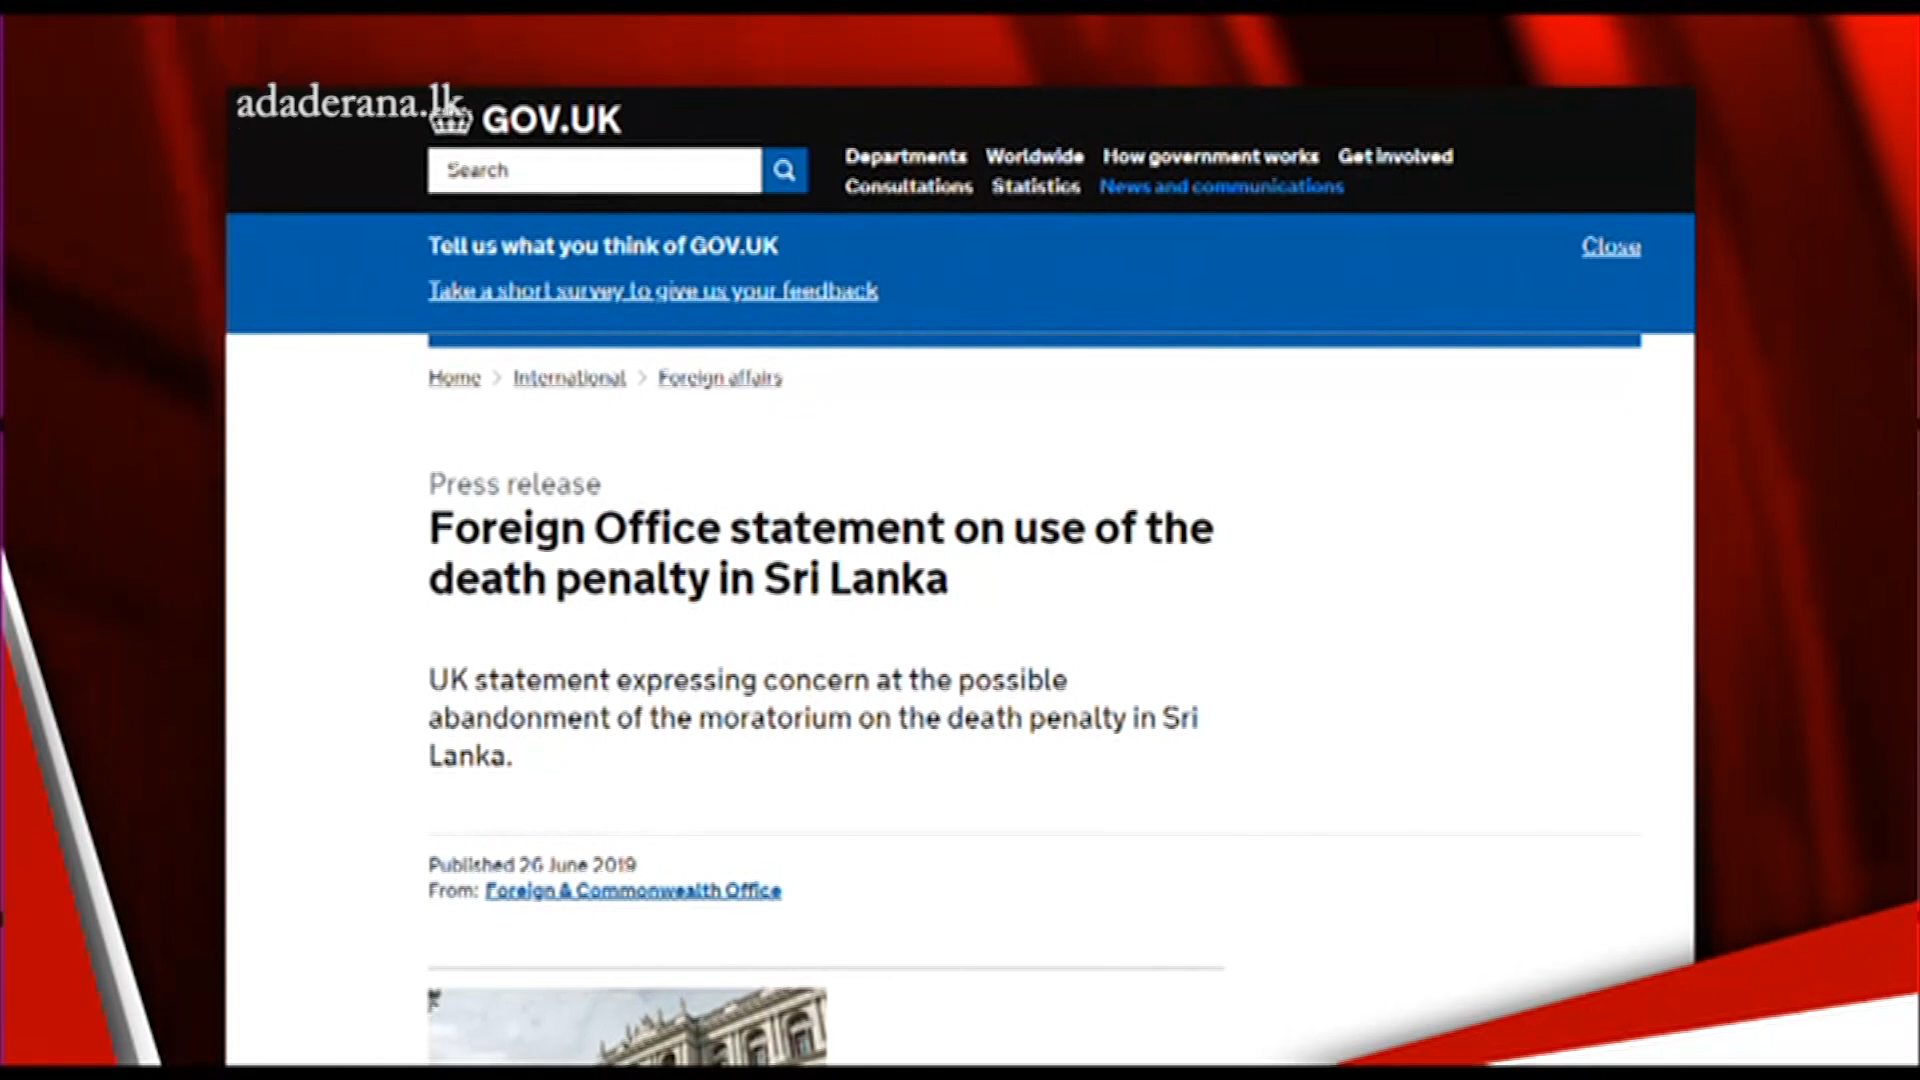 adaderana.lk
GOV.UK
Search
Departments Worldwide How government works Get involved
Consultations Statistics News and communications
Tell us what you think of GOV.UK
Close
Take a short survey to give us your feedback
Home > International > Foreign affairs
Press release
Foreign Office statement on use of the
death penalty in Sri Lanka
UK statement expressing concern at the possible
abandonment of the moratorium on the death penalty in Sri
Lanka.
Published 26 June 2019
From: Foreign & Commonwealth Office